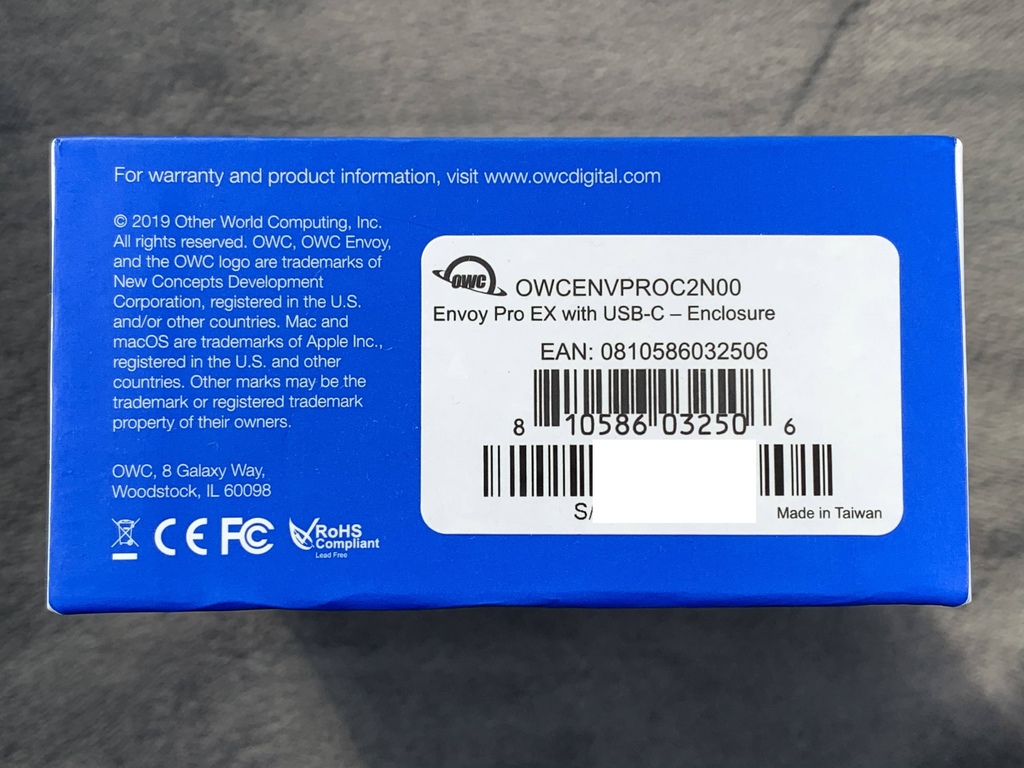 For warranty and product information, visit www.owcdigital.com
© 2019 Other World Computing, Inc.
All rights reserved. OWC, OWC Envoy,
and the OWC logo are trademarks of
New Concepts Development
Corporation, registered in the U.S.
and/or other countries. Mac and
macOS are trademarks of Apple Inc.,
registered in the U.S. and other
countries. Other marks may be the
trademark or registered trademark
property of their owners.
OWC, 8 Galaxy Way,
Woodstock, IL 60098
CE FC RoHS
Compliant
Lead Free
OWC OWCENVPROC2N00
Envoy Pro EX with USB-C – Enclosure
EAN: 0810586032506
8 10586 03250 6
S/
Made in Taiwan